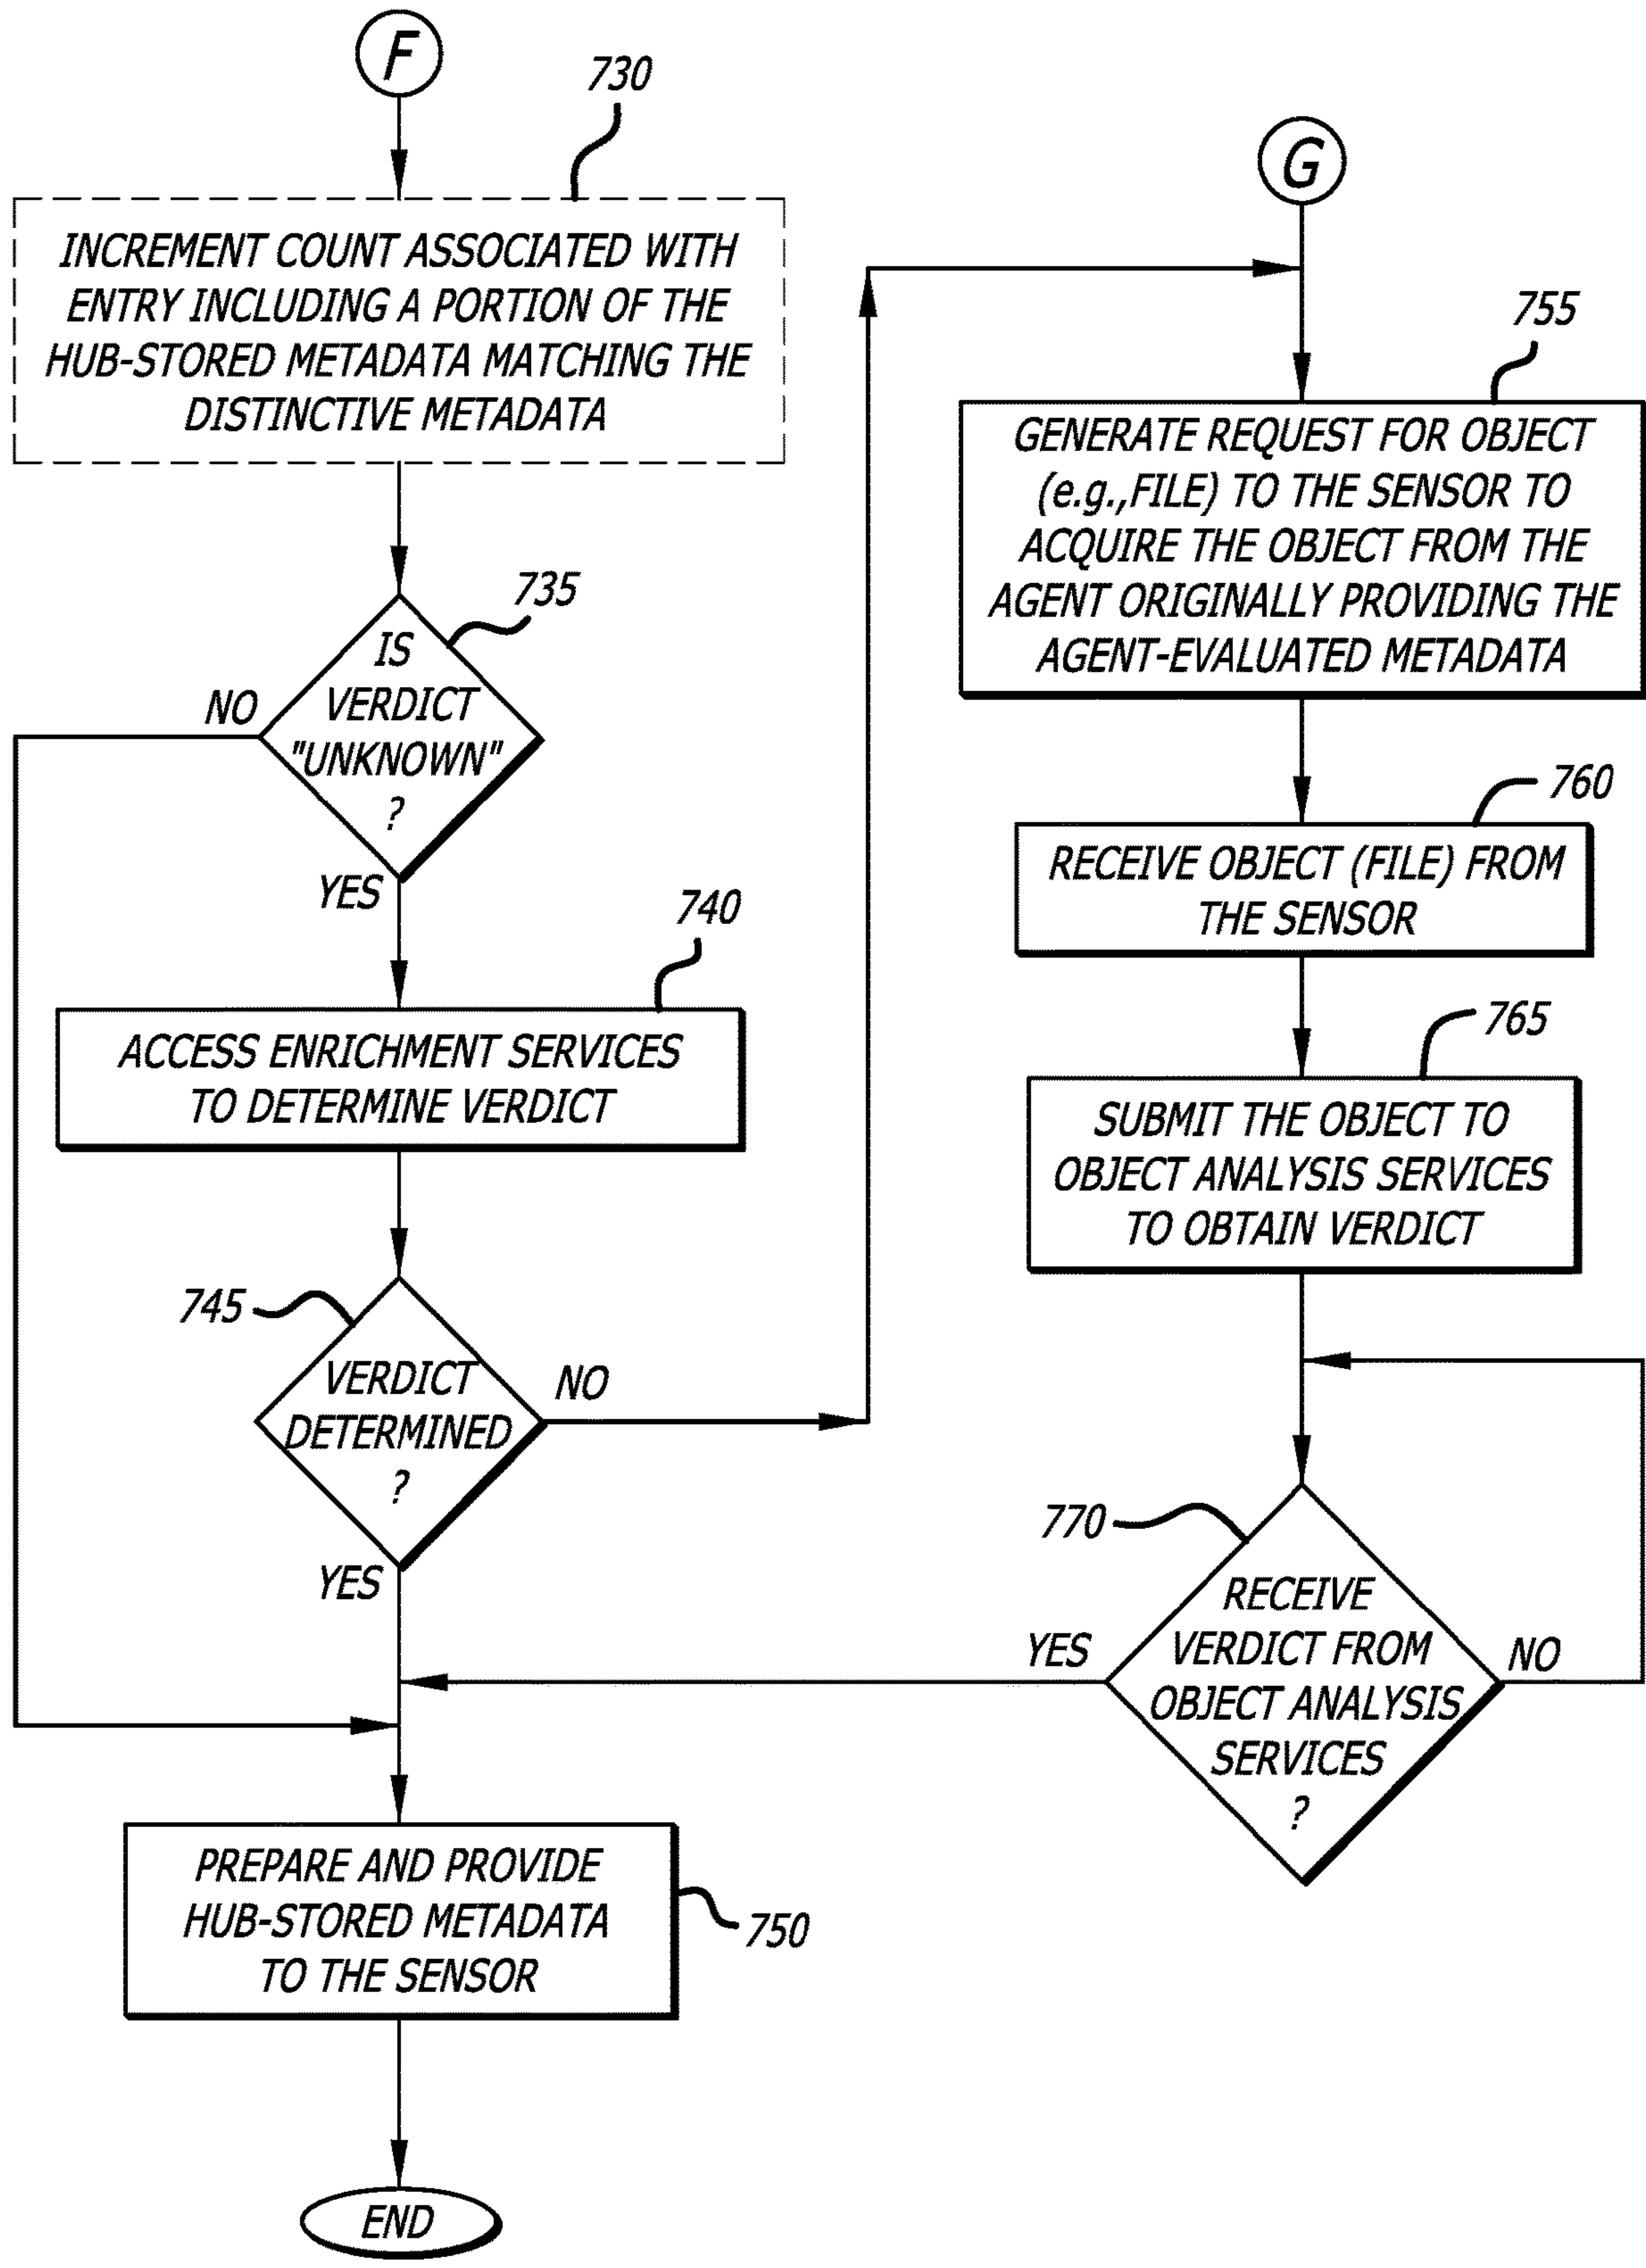 F
730
INCREMENT COUNT ASSOCIATED WITH
ENTRY INCLUDING A PORTION OF THE
HUB-STORED METADATA MATCHING THE
DISTINCTIVE METADATA
735
IS
VERDICT
"UNKNOWN"
?
NO
YES
740
ACCESS ENRICHMENT SERVICES
TO DETERMINE VERDICT
745
VERDICT
DETERMINED
?
NO
YES
PREPARE AND PROVIDE
HUB-STORED METADATA
TO THE SENSOR
750
END
G
755
GENERATE REQUEST FOR OBJECT
(e.g.,FILE) TO THE SENSOR TO
ACQUIRE THE OBJECT FROM THE
AGENT ORIGINALLY PROVIDING THE
AGENT-EVALUATED METADATA
760
RECEIVE OBJECT (FILE) FROM
THE SENSOR
765
SUBMIT THE OBJECT TO
OBJECT ANALYSIS SERVICES
TO OBTAIN VERDICT
770
RECEIVE
VERDICT FROM
OBJECT ANALYSIS
SERVICES
?
YES
NO